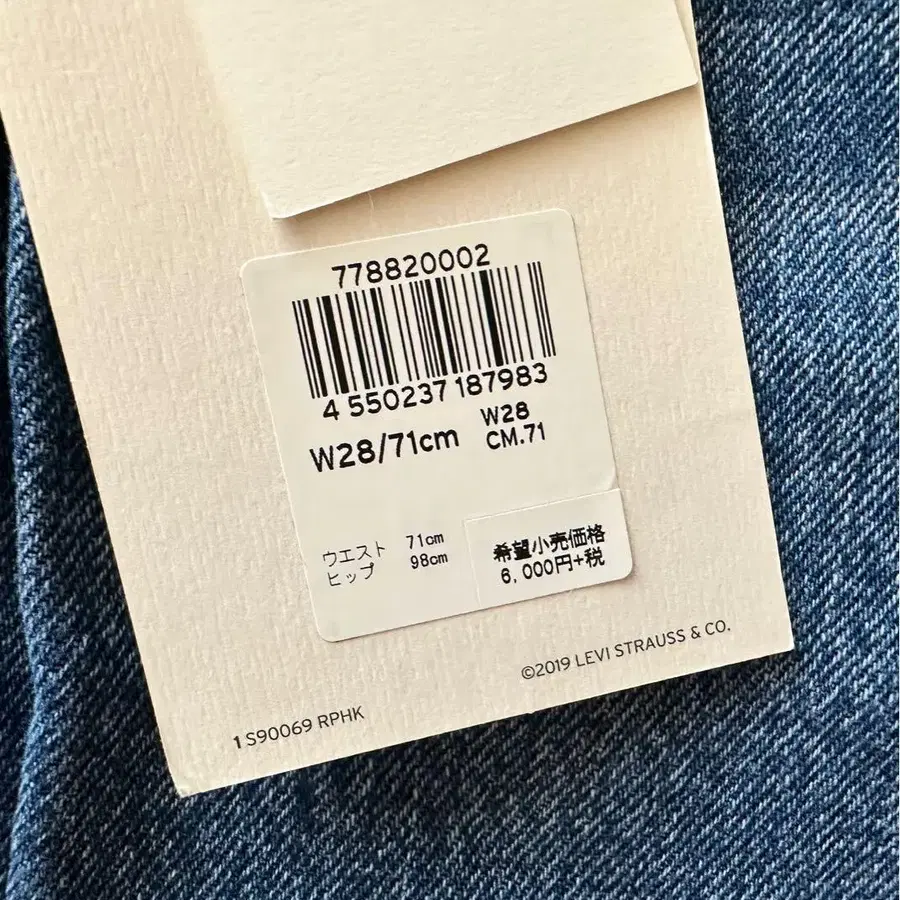 778820002
4 550237 187983
W28/71cm
W28
CM.71
ウエスト 71cm
ヒップ 98cm
希望小売価格
6,000円+税
©2019 LEVI STRAUSS & CO.
1 S90069 RPHK